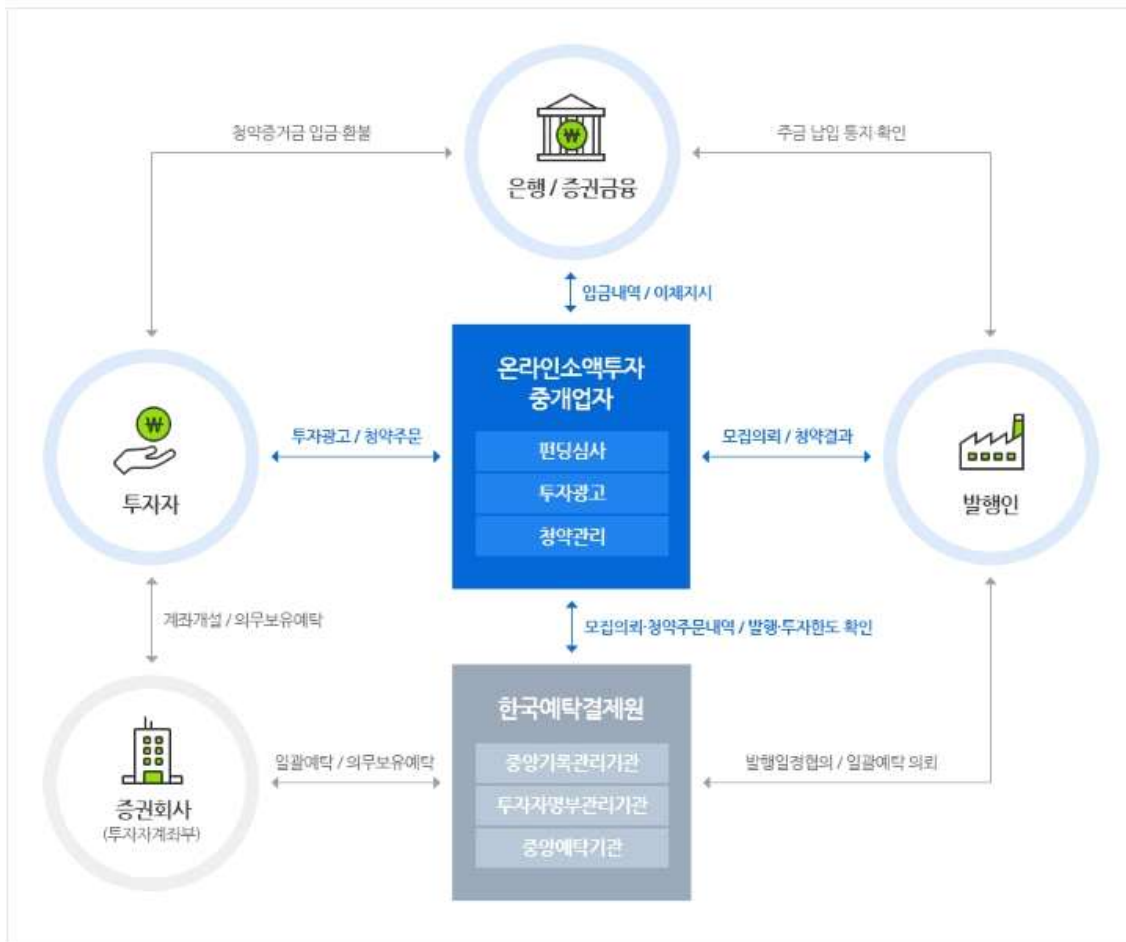 청약증거금 입금·환불
주금 납입 통지·확인
은행 / 증권금융
입금내역 / 이체지시
온라인소액투자
중개업자
펀딩심사
투자광고
청약관리
투자광고 / 청약주문
모집의뢰 / 청약결과
투자자
발행인
계좌개설 / 의무보유예탁
모집의뢰·청약주문내역 / 발행·투자한도 확인
한국예탁결제원
중앙기록관리기관
투자자명부관리기관
중앙예탁기관
일괄예탁 / 의무보유예탁
발행일정협의 / 일괄예탁 의뢰
증권회사
(투자자계좌부)